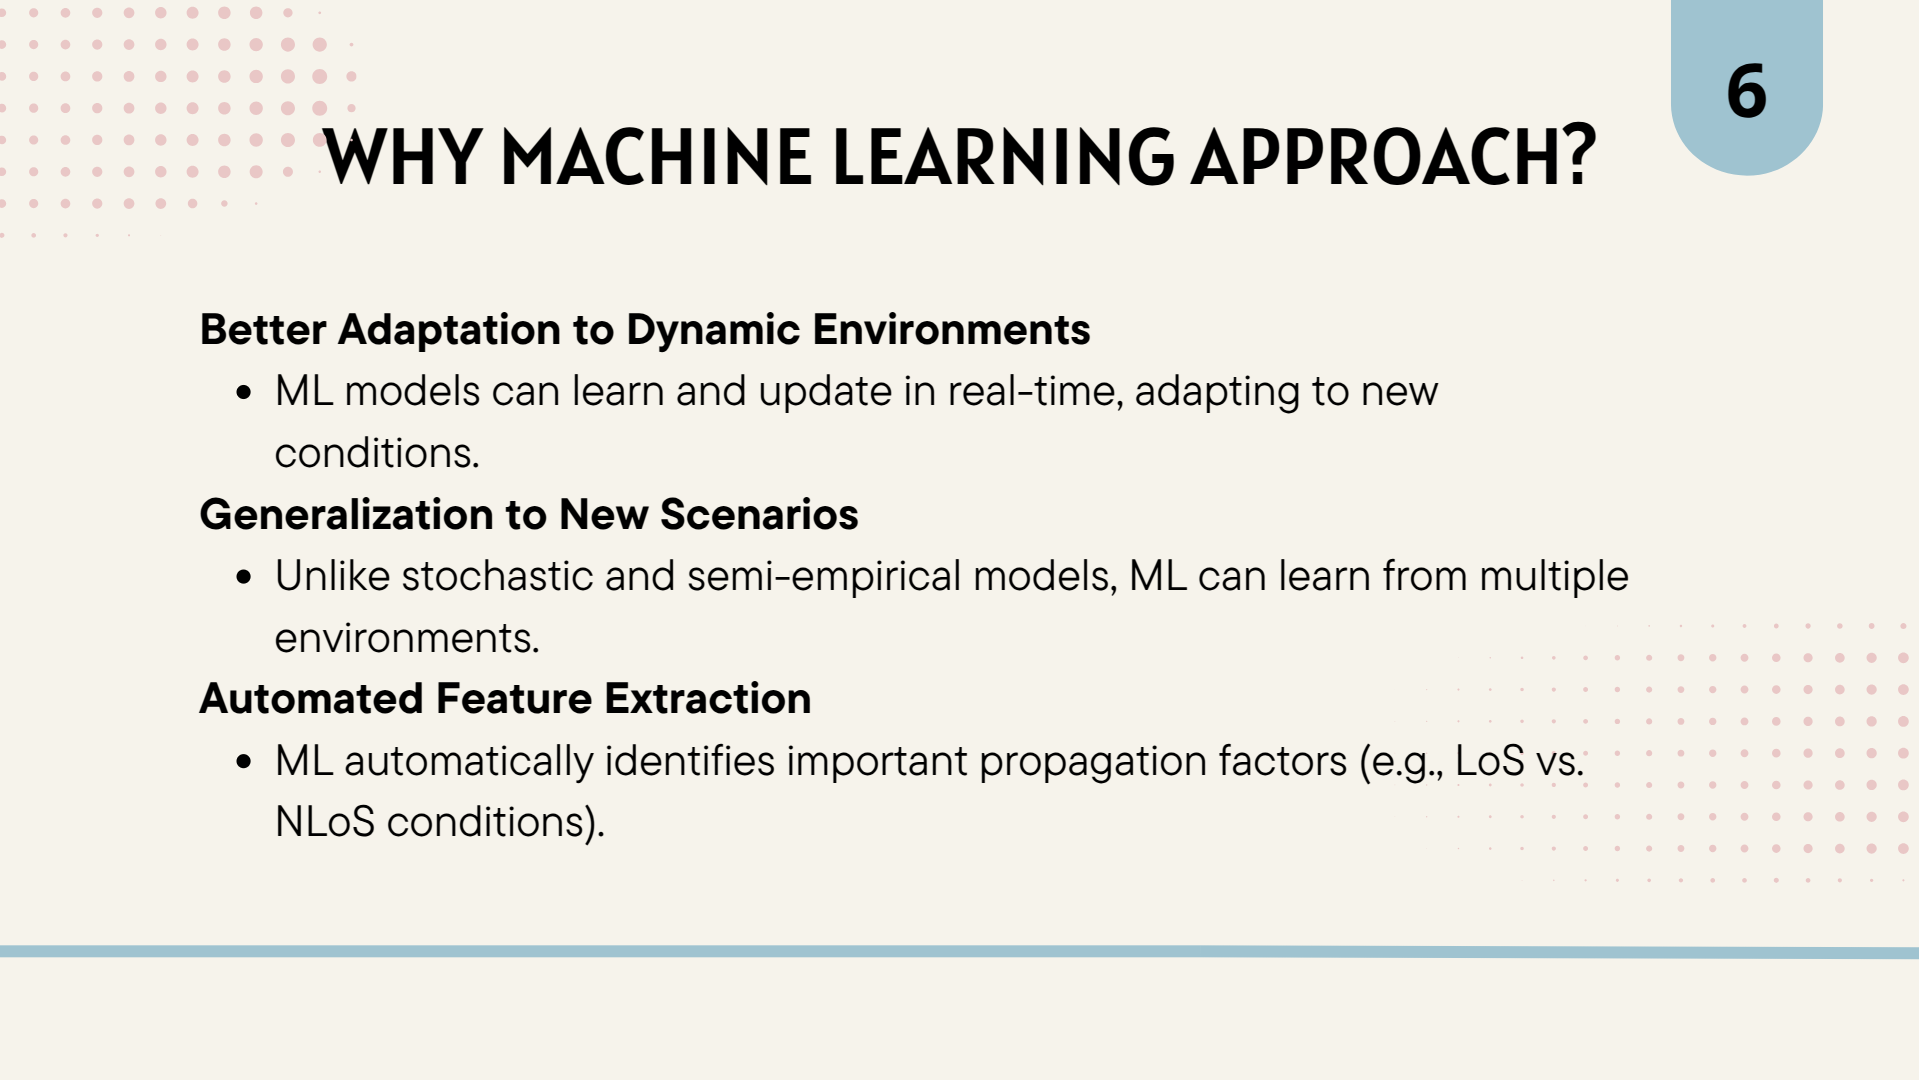 6
WHY MACHINE LEARNING APPROACH?
Better Adaptation to Dynamic Environments
• ML models can learn and update in real-time, adapting to new
conditions.
Generalization to New Scenarios
• Unlike stochastic and semi-empirical models, ML can learn from multiple
environments.
Automated Feature Extraction
• ML automatically identifies important propagation factors (e.g., LoS vs.
NLoS conditions).